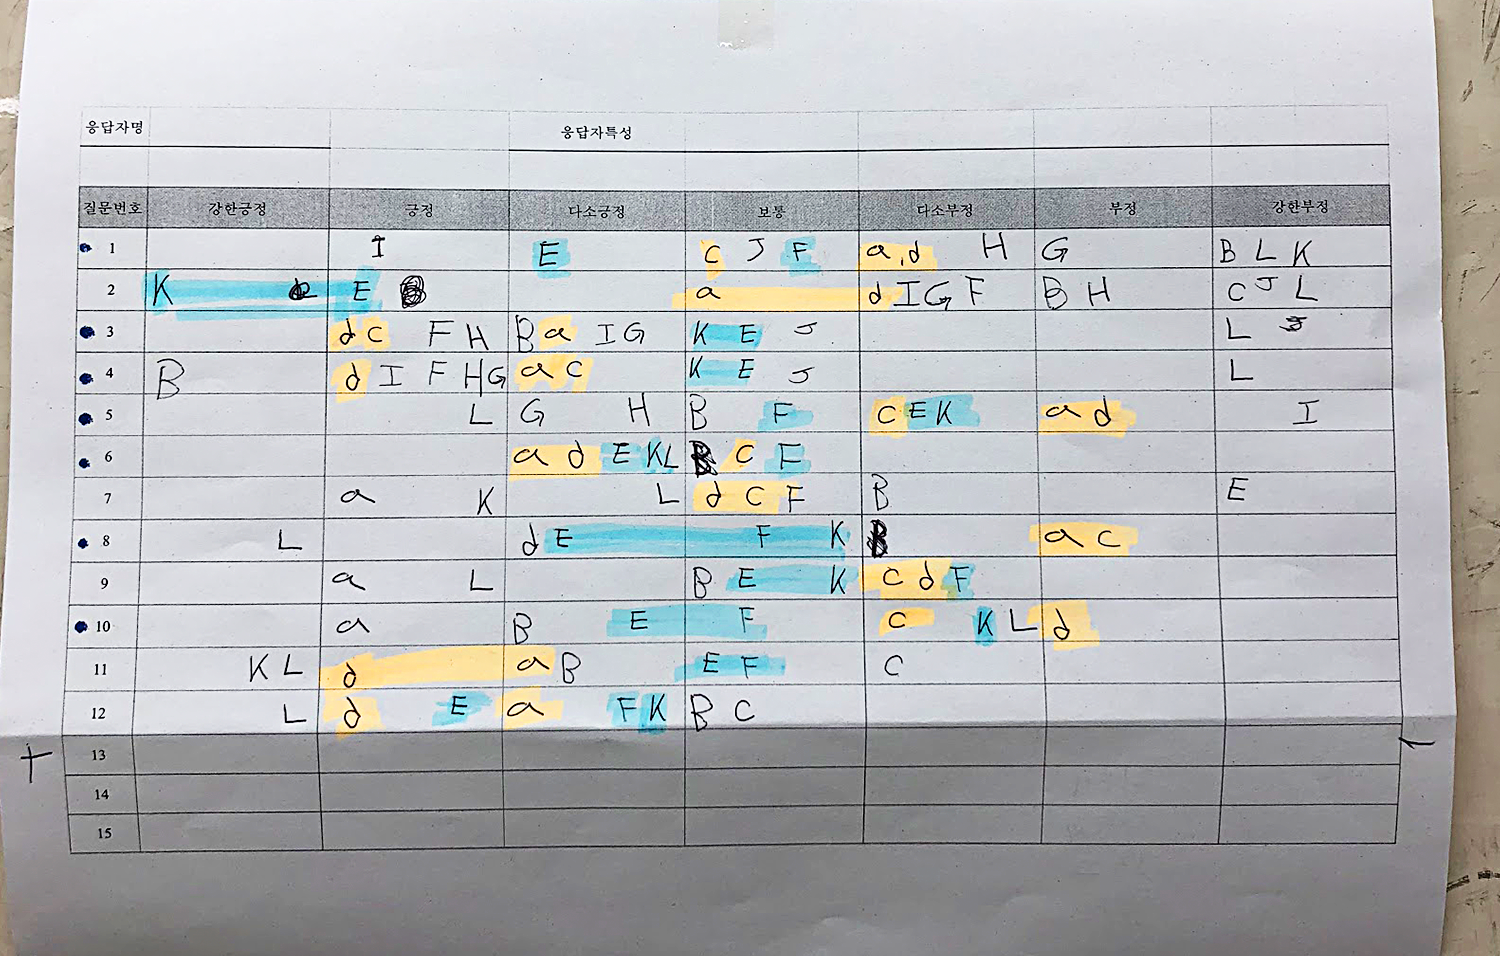 응답자명 응답자특성
질문번호 강한긍정 긍정 다소긍정 보통 다소부정 부정 강한부정
1 I E C J F a, d H G B L K
2 K E a d I G F B H C J L
3 d C F H B a I G K E J L
4 B d I F H G a C K E J L
5 L G H B F C E K a d I
6 a d E K L B C F
7 a K L d C F B E
8 L d E F K B a C
9 a L B E K C d F
10 a B E F C K L d
11 K L d a B E F C
12 L d E a F K B C
13
14
15